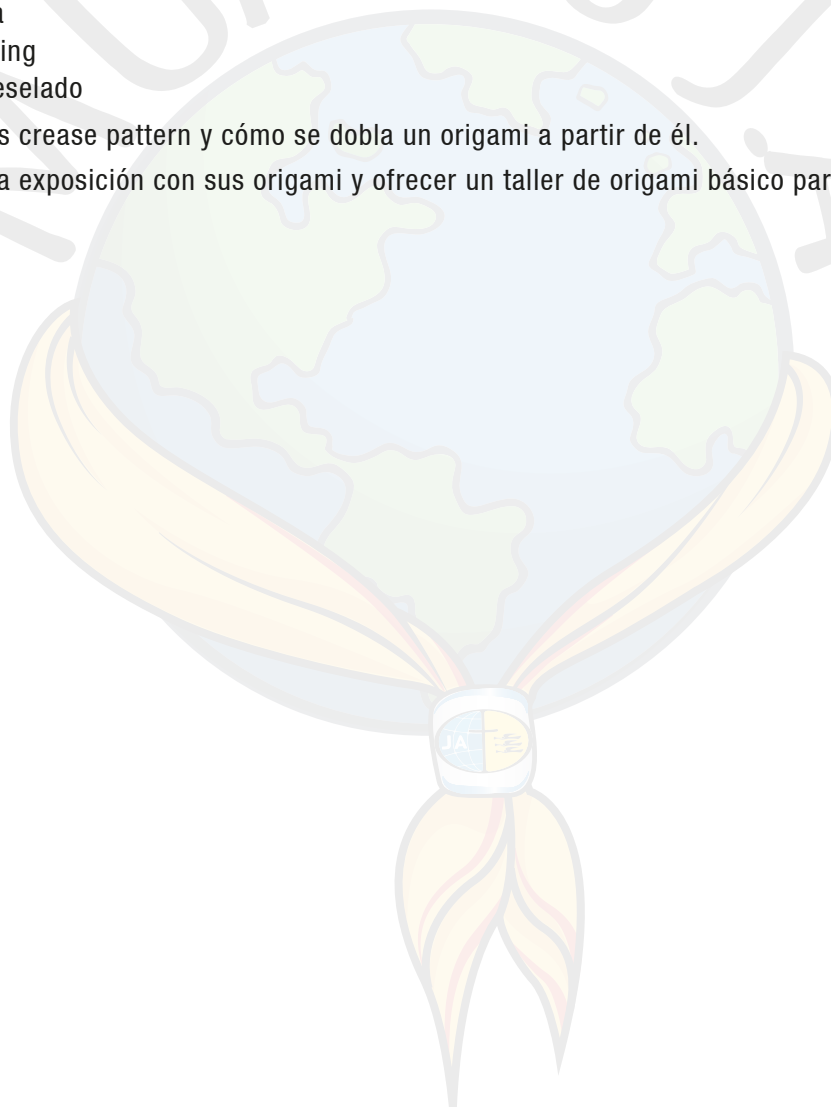 ing
s crease pattern y cómo se dobla un origami a partir de él.
a exposición con sus origami y ofrecer un taller de origami básico par
JA